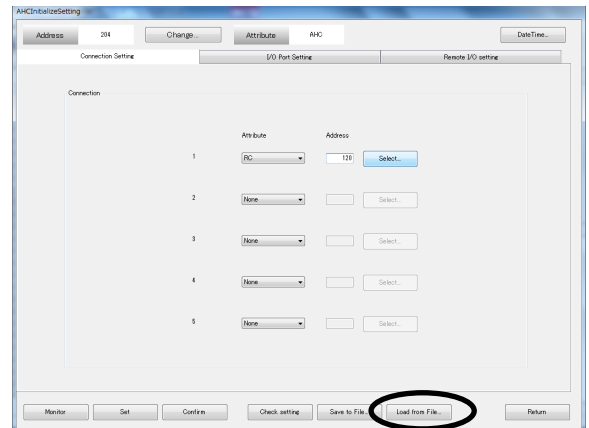 AHCInitializeSetting
Address 204 Change... Attribute AHC DateTime...
Connection Setting I/O Port Setting Remote I/O setting
Connection
Attribute Address
1 RC 120 Select...
2 None Select...
3 None Select...
4 None Select...
5 None Select...
Monitor Set Confirm Check setting Save to File... Load from File... Return